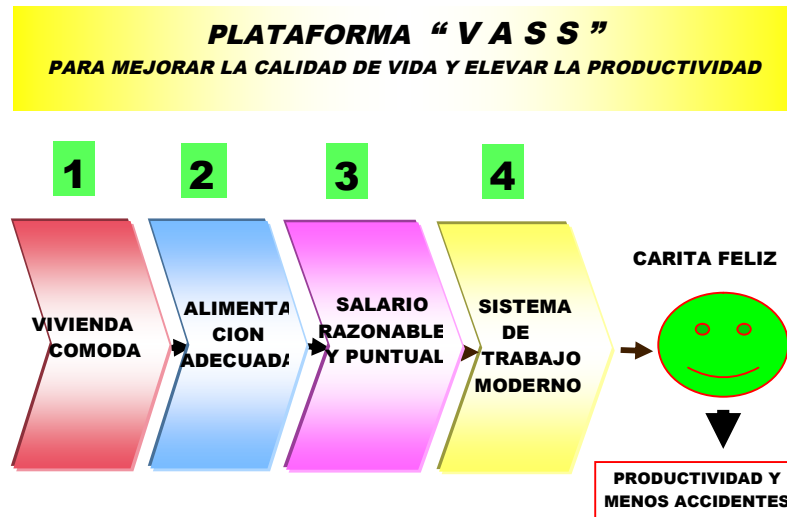 PLATAFORMA “ V A S S ”
PARA MEJORAR LA CALIDAD DE VIDA Y ELEVAR LA PRODUCTIVIDAD
1
2
3
4
VIVIENDA
COMODA
ALIMENTA
CION
ADECUADA
SALARIO
RAZONABLE
Y PUNTUAL
SISTEMA
DE
TRABAJO
MODERNO
CARITA FELIZ
PRODUCTIVIDAD Y
MENOS ACCIDENTES